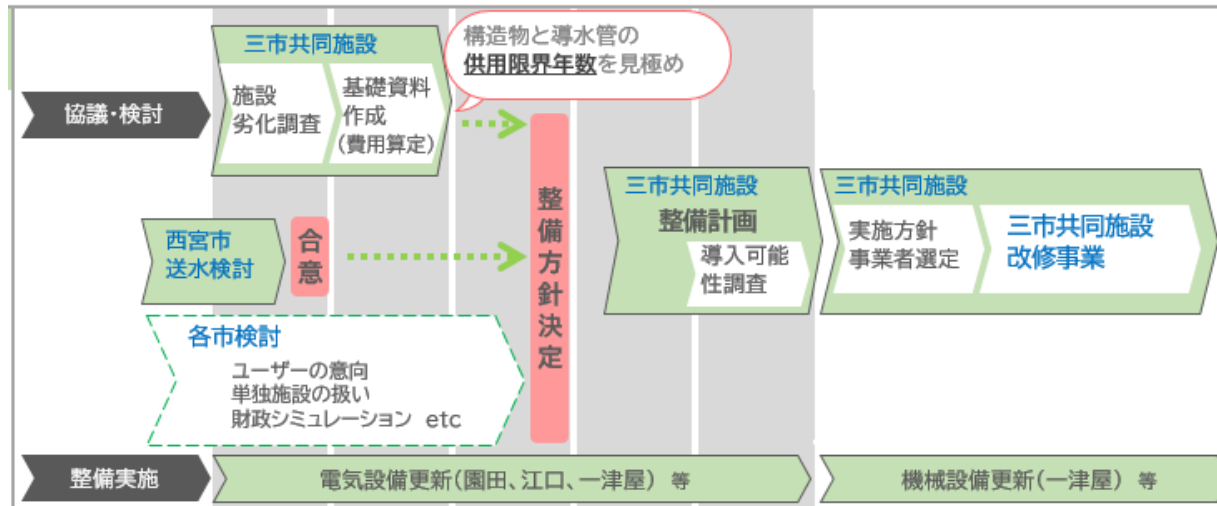 三市共同施設
施設
劣化調査
基礎資料
作成
(費用算定)
構造物と導水管の
供用限界年数を見極め
協議・検討
整備方針決定
三市共同施設
整備計画
導入可能
性調査
三市共同施設
実施方針
事業者選定
三市共同施設
改修事業
西宮市
送水検討
合意
各市検討
ユーザーの意向
単独施設の扱い
財政シミュレーション etc
整備実施
電気設備更新(園田、江口、一津屋) 等
機械設備更新(一津屋) 等